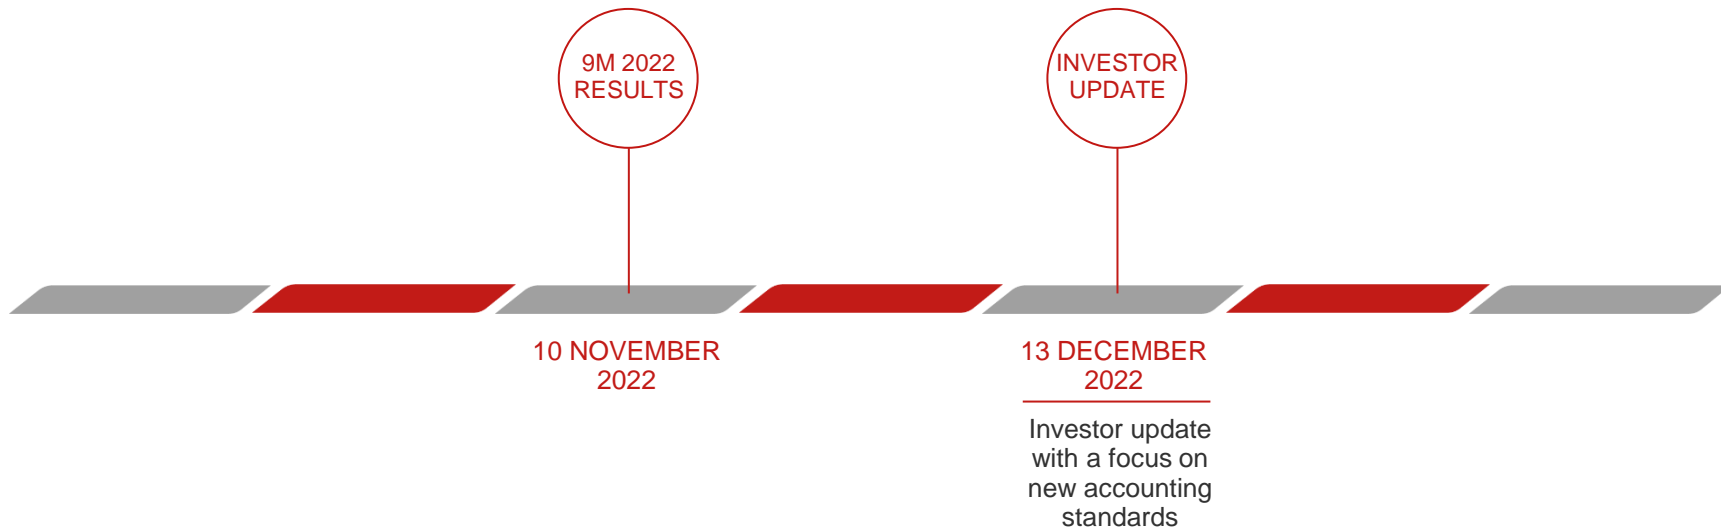 9M 2022
RESULTS
INVESTOR
UPDATE
10 NOVEMBER
2022
13 DECEMBER
2022
Investor update
with a focus on
new accounting
standards